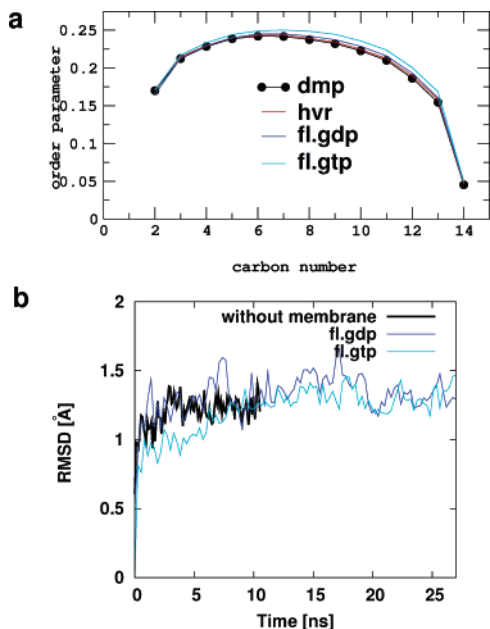 a
0.25
0.2
0.15
0.1
0.05
0
order parameter
dmp
hvr
fl.gdp
fl.gtp
0 2 4 6 8 10 12 14 16
carbon number
b
2
1.5
1
0.5
0
RMSD [Å]
without membrane
fl.gdp
fl.gtp
0 5 10 15 20 25
Time [ns]